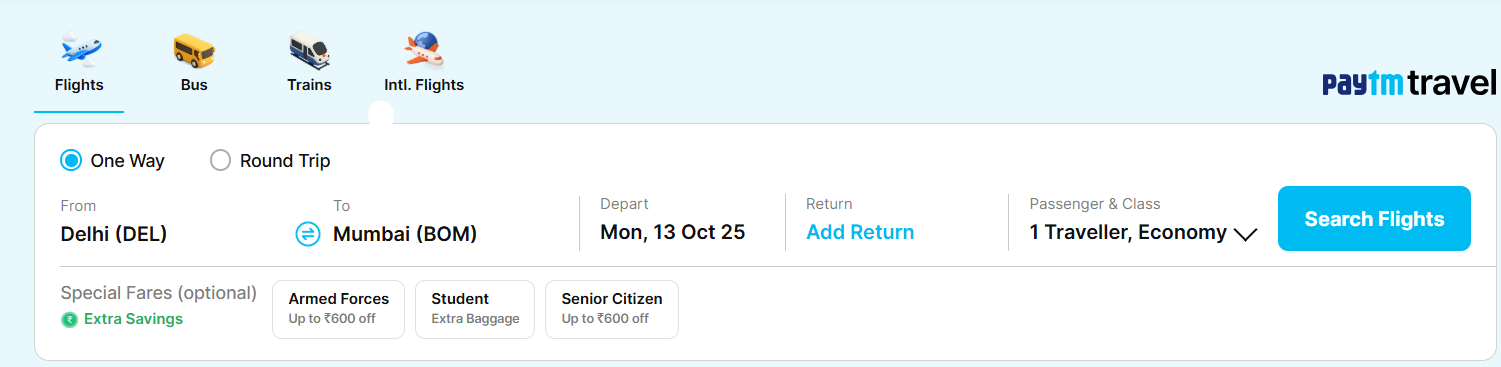 Flights Bus Trains Intl. Flights
paytm travel
One Way Round Trip
From To Depart Return Passenger & Class
Delhi (DEL) Mumbai (BOM) Mon, 13 Oct 25 Add Return 1 Traveller, Economy Search Flights
Special Fares (optional)
₹ Extra Savings
Armed Forces
Up to ₹600 off
Student
Extra Baggage
Senior Citizen
Up to ₹600 off